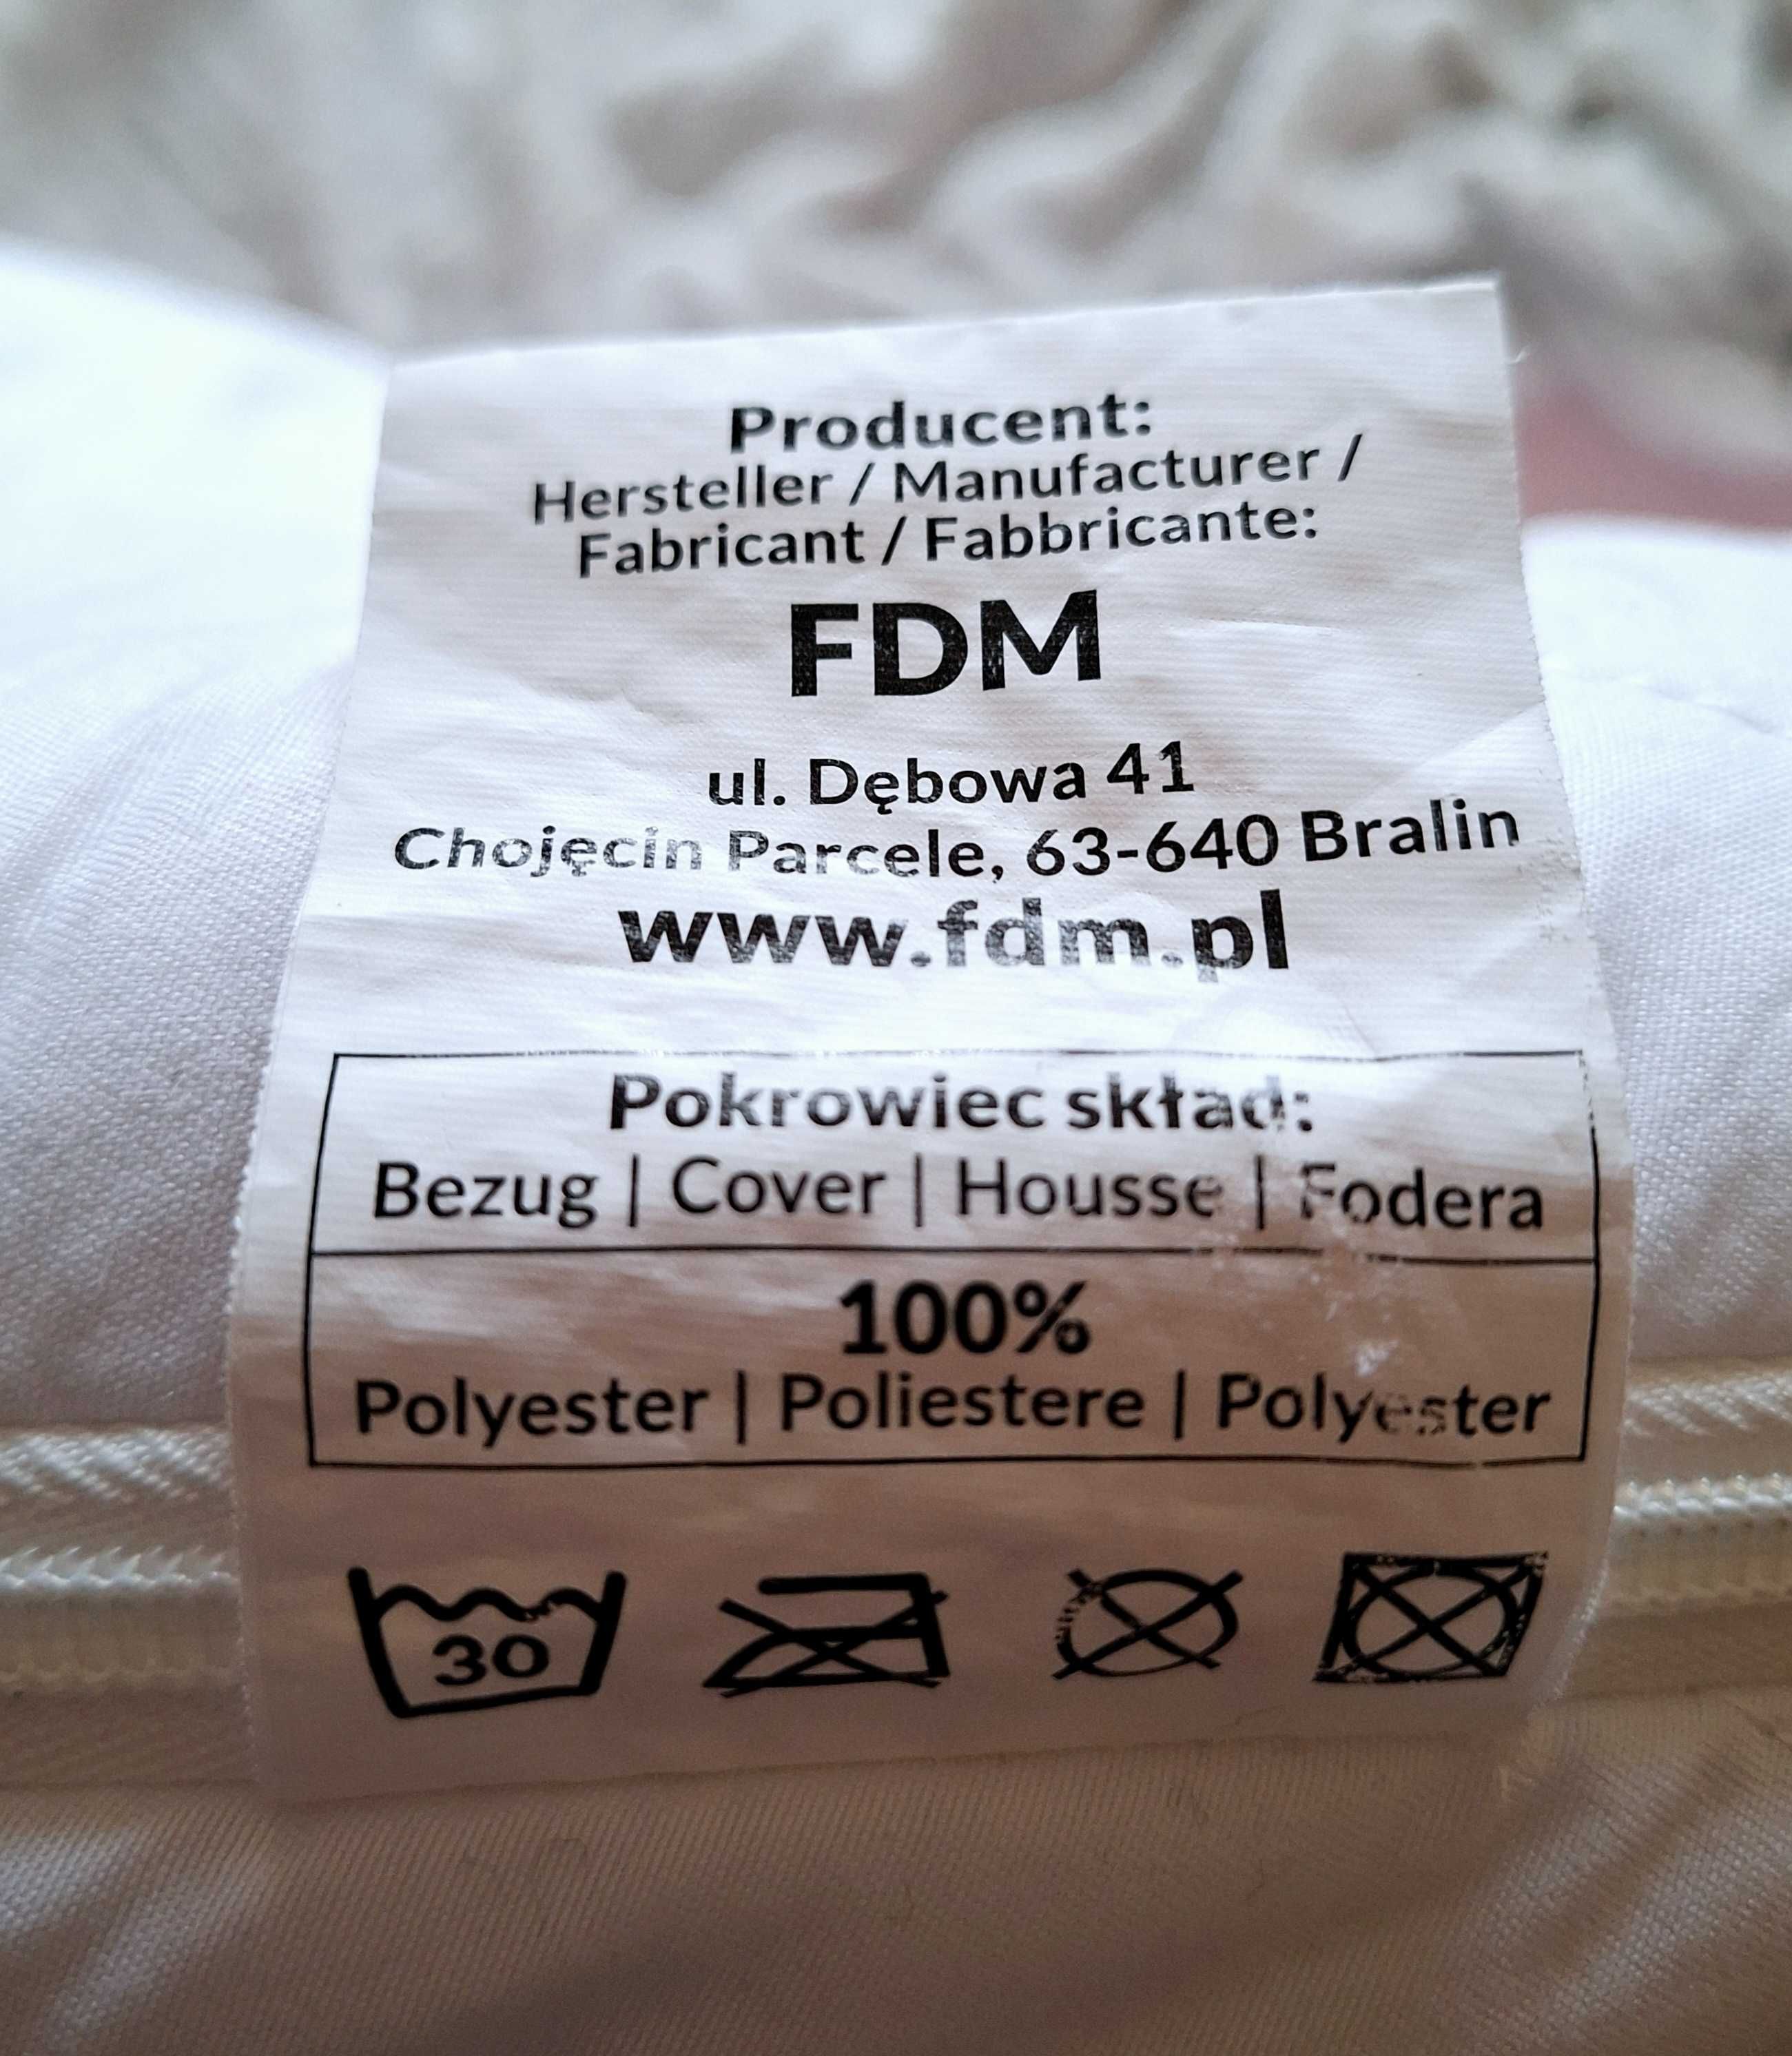 Producent:
Hersteller / Manufacturer /
Fabricant / Fabbricante:
FDM
ul. Dębowa 41
Chojęcin Parcele, 63-640 Bralin
www.fdm.pl
Pokrowiec skład:
Bezug | Cover | Housse | Fodera
100%
Polyester | Poliestere | Polyester
30